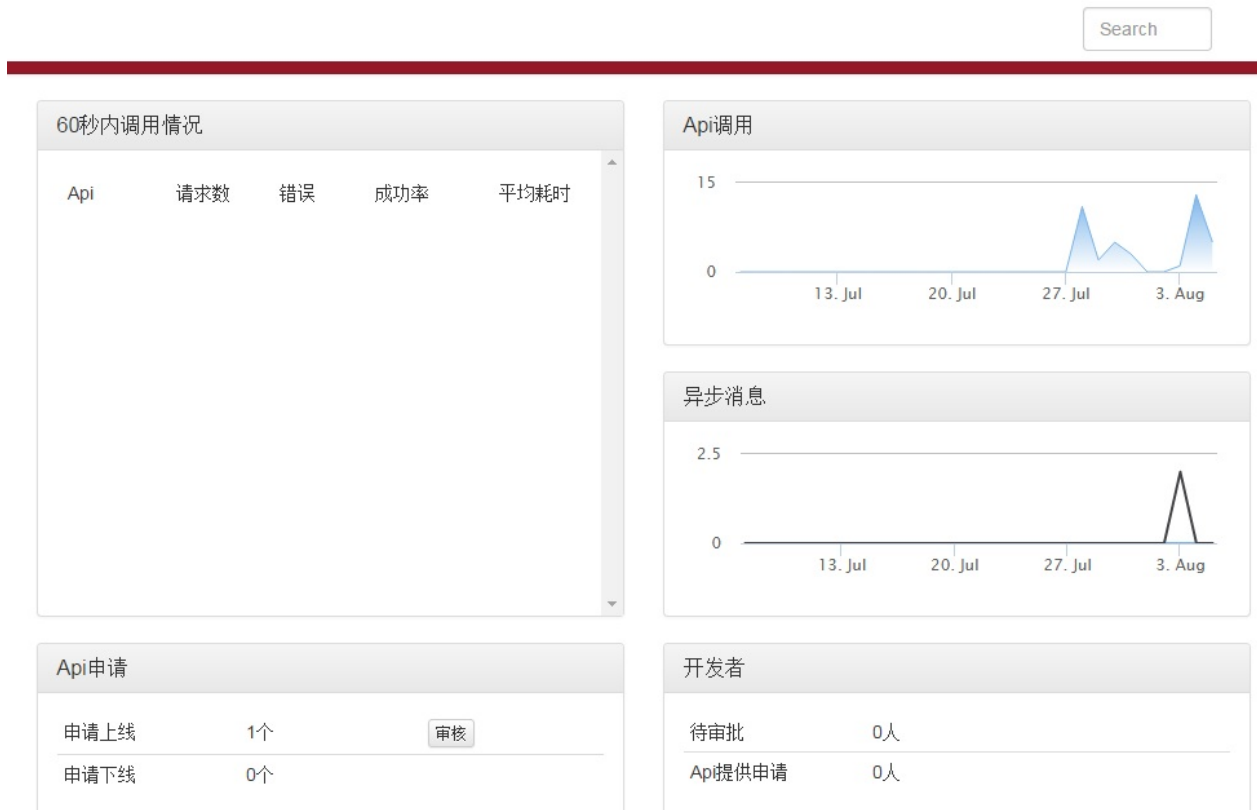 Search
60秒内调用情况
Api 请求数 错误 成功率 平均耗时
Api调用
15
0
13. Jul 20. Jul 27. Jul 3. Aug
异步消息
2.5
0
13. Jul 20. Jul 27. Jul 3. Aug
Api申请
申请上线 1个 审核
申请下线 0个
开发者
待审批 0人
Api提供申请 0人